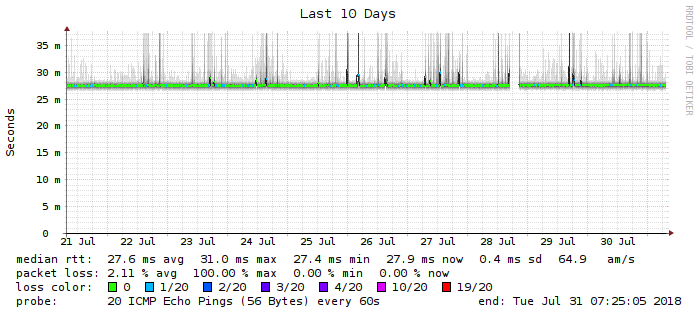 Last 10 Days
RRDTOOL / TOBI OETIKER
Seconds
35 m
30 m
25 m
20 m
15 m
10 m
5 m
0
21 Jul 22 Jul 23 Jul 24 Jul 25 Jul 26 Jul 27 Jul 28 Jul 29 Jul 30 Jul
median rtt: 27.6 ms avg 31.0 ms max 27.4 ms min 27.9 ms now 0.4 ms sd 64.9 am/s
packet loss: 2.11 % avg 100.00 % max 0.00 % min 0.00 % now
loss color: 0 1/20 2/20 3/20 4/20 10/20 19/20
probe: 20 ICMP Echo Pings (56 Bytes) every 60s end: Tue Jul 31 07:25:05 2018